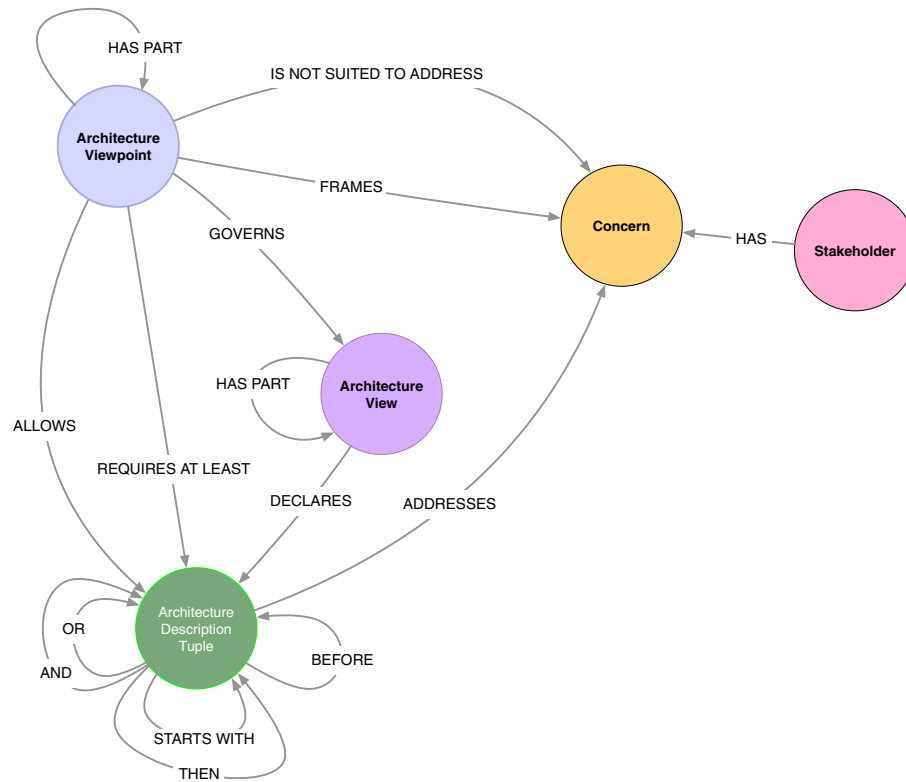 HAS PART
IS NOT SUITED TO ADDRESS
Architecture
Viewpoint
FRAMES
Concern
GOVERNS
HAS
Stakeholder
HAS PART
Architecture
View
ALLOWS
REQUIRES AT LEAST
DECLARES
ADDRESSES
Architecture
Description
Tuple
OR
AND
BEFORE
STARTS WITH
THEN